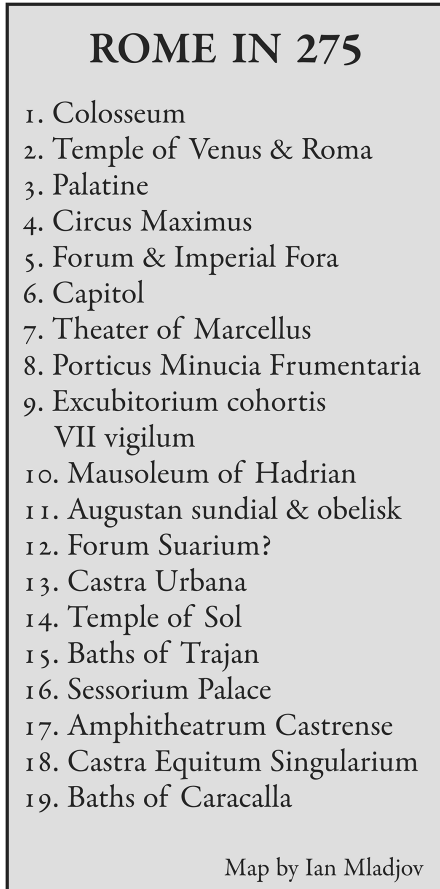 ROME IN 275
1. Colosseum
2. Temple of Venus & Roma
3. Palatine
4. Circus Maximus
5. Forum & Imperial Fora
6. Capitol
7. Theater of Marcellus
8. Porticus Minucia Frumentaria
9. Excubitorium cohortis
VII vigilum
10. Mausoleum of Hadrian
11. Augustan sundial & obelisk
12. Forum Suarium?
13. Castra Urbana
14. Temple of Sol
15. Baths of Trajan
16. Sessorium Palace
17. Amphitheatrum Castrense
18. Castra Equitum Singularium
19. Baths of Caracalla
Map by Ian Mladjov